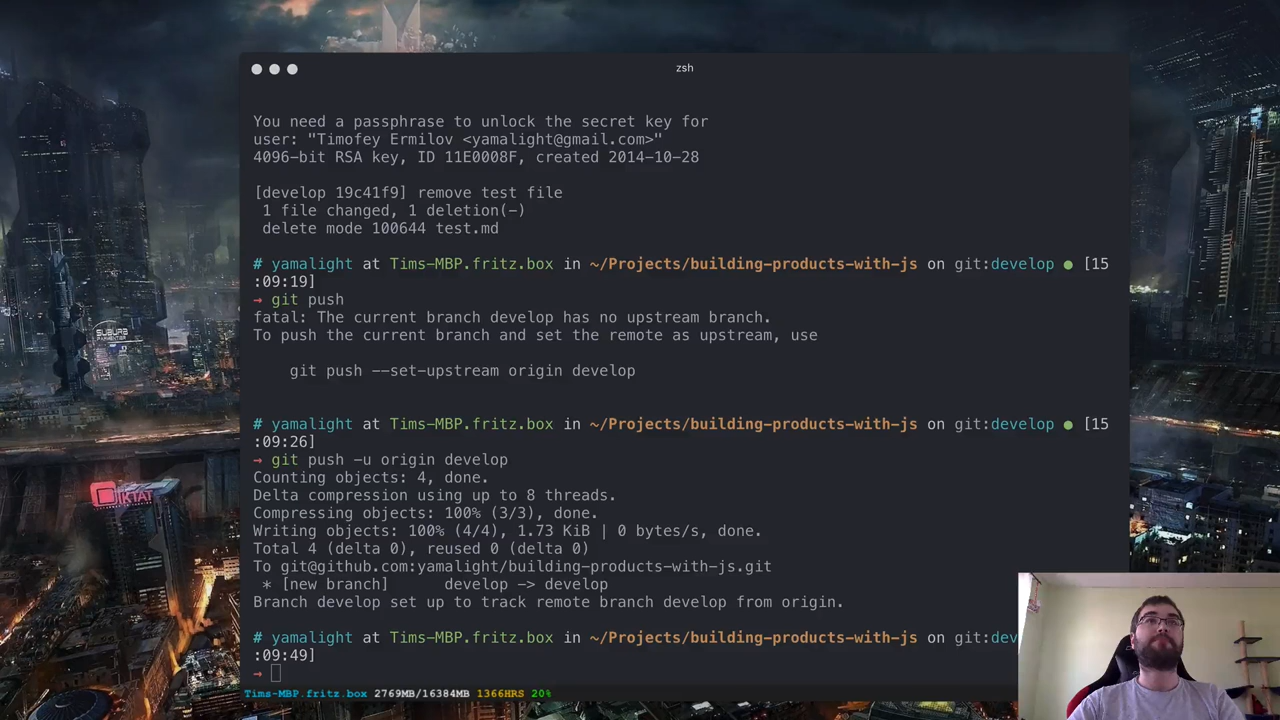 zsh
You need a passphrase to unlock the secret key for
user: "Timofey Ermilov <yamalight@gmail.com>"
4096-bit RSA key, ID 11E0008F, created 2014-10-28
[develop 19c41f9] remove test file
1 file changed, 1 deletion(-)
delete mode 100644 test.md
# yamalight at Tims-MBP.fritz.box in ~/Projects/building-products-with-js on git:develop ● [15
:09:19]
→ git push
fatal: The current branch develop has no upstream branch.
To push the current branch and set the remote as upstream, use
git push --set-upstream origin develop
# yamalight at Tims-MBP.fritz.box in ~/Projects/building-products-with-js on git:develop ● [15
:09:26]
→ git push -u origin develop
Counting objects: 4, done.
Delta compression using up to 8 threads.
Compressing objects: 100% (3/3), done.
Writing objects: 100% (4/4), 1.73 KiB | 0 bytes/s, done.
Total 4 (delta 0), reused 0 (delta 0)
To git@github.com:yamalight/building-products-with-js.git
* [new branch]      develop -> develop
Branch develop set up to track remote branch develop from origin.
# yamalight at Tims-MBP.fritz.box in ~/Projects/building-products-with-js on git:dev
:09:49]
→
Tims-MBP.fritz.box 2769MB/16384MB 1366HRS 20%
SUBURB
DIKTAT